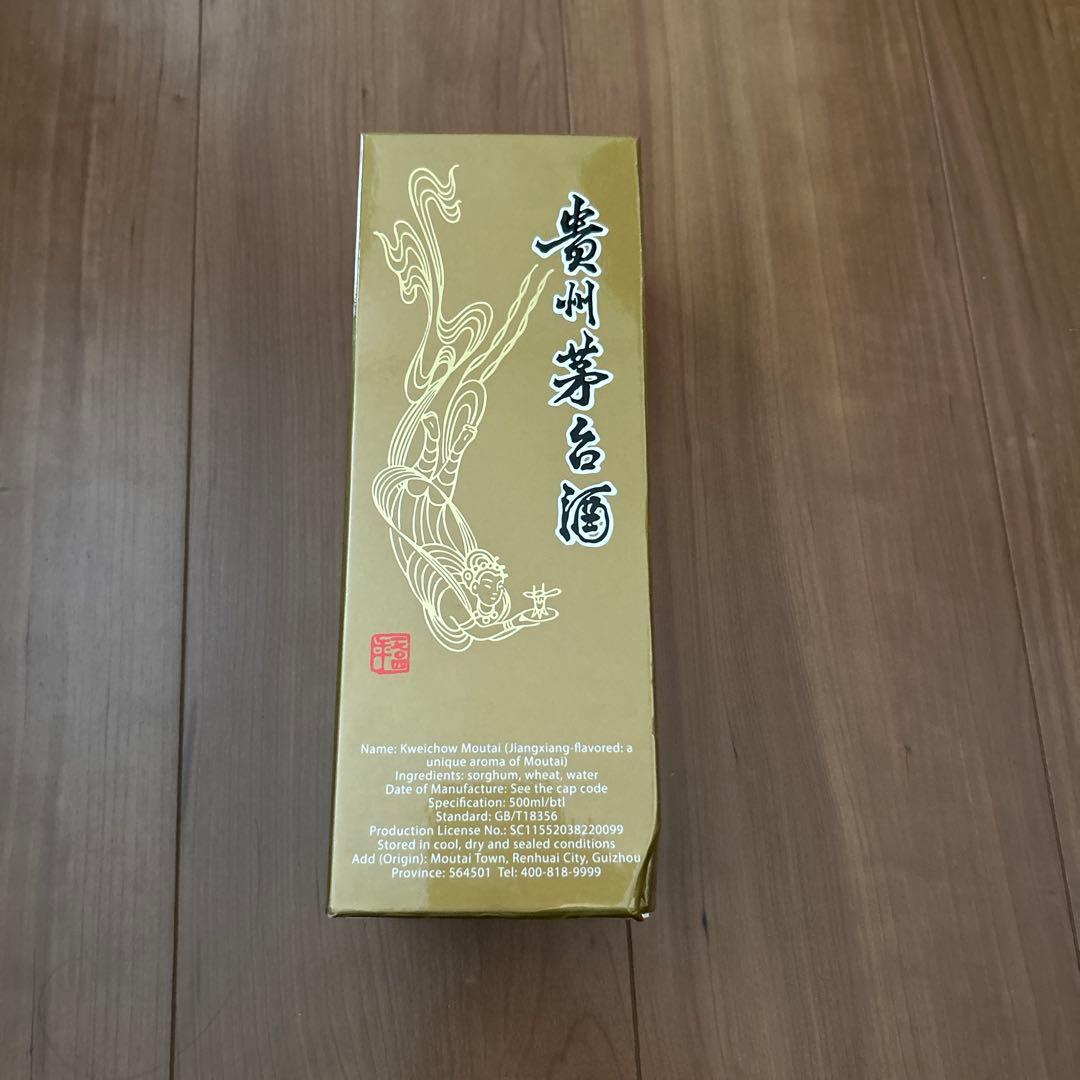 貴州茅台酒
Name: Kweichow Moutai (Jiangxiang-flavored: a
unique aroma of Moutai)
Ingredients: sorghum, wheat, water
Date of Manufacture: See the cap code
Specification: 500ml/btl
Standard: GB/T18356
Production License No.: SC11552038220099
Stored in cool, dry and sealed conditions
Add (Origin): Moutai Town, Renhuai City, Guizhou
Province: 564501 Tel: 400-818-9999